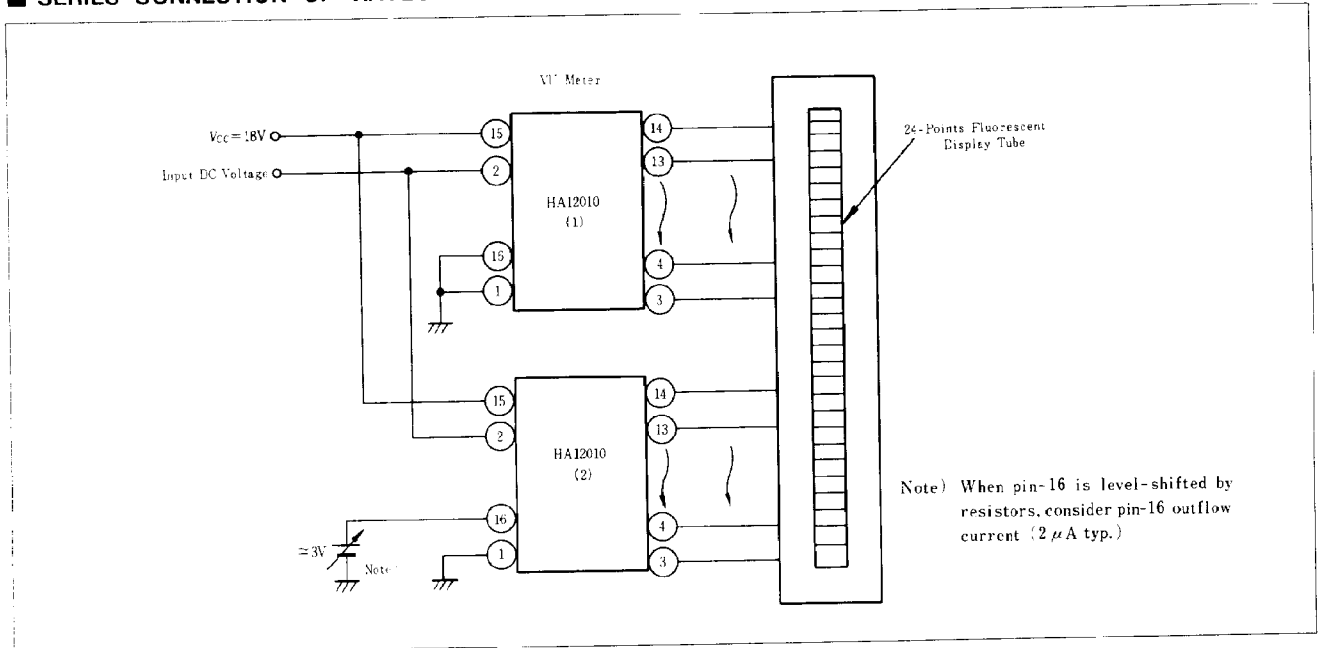 ■ SERIES CONNECTION OF
VU Meter
Vcc=18V
Input DC Voltage
15
2
16
1
HA12010
(1)
14
13
4
3
24-Points Fluorescent
Display Tube
15
2
16
1
≃3V
Note
HA12010
(2)
14
13
4
3
Note) When pin-16 is level-shifted by
resistors, consider pin-16 outflow
current (2 μA typ.)